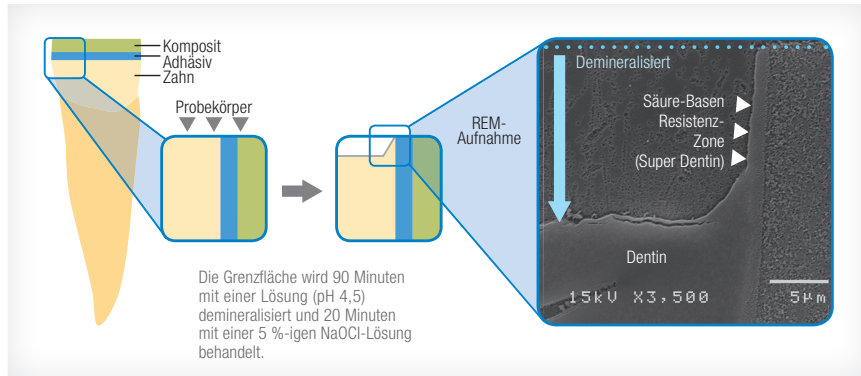 Komposit
Adhäsiv
Zahn
Probekörper
Die Grenzfläche wird 90 Minuten
mit einer Lösung (pH 4,5)
demineralisiert und 20 Minuten
mit einer 5 %-igen NaOCl-Lösung
behandelt.
REM-
Aufnahme
Demineralisiert
Säure-Basen
Resistenz-
Zone
(Super Dentin)
Dentin
15kV X3,500 5µm